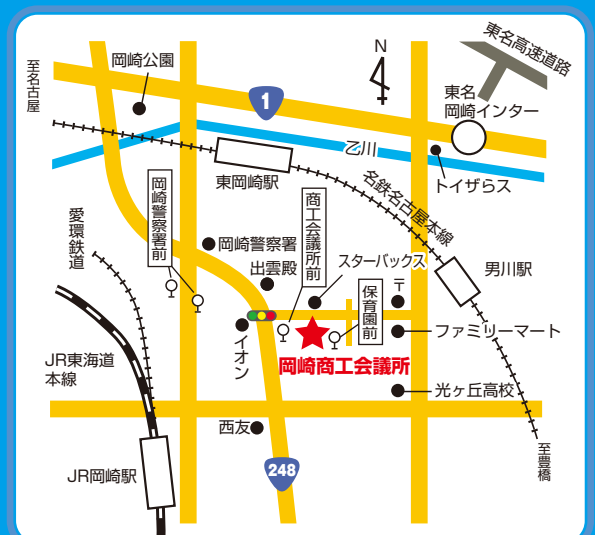 東名高速道路
N
至名古屋
岡崎公園
1
東名
岡崎インター
乙川
東岡崎駅
トイザらス
名鉄名古屋本線
岡崎警察署前
商工会議所前
愛環鉄道
岡崎警察署
出雲殿
スターバックス
男川駅
〒
保育園前
イオン
ファミリーマート
岡崎商工会議所
JR東海道
本線
光ヶ丘高校
西友
至豊橋
JR岡崎駅
248